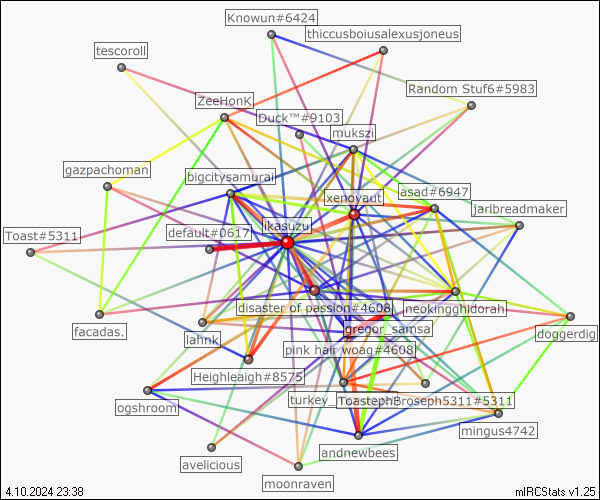 Knowun#6424
thiccusboiusalexusjoneus
tescoroll
Random Stuf6#5983
ZeeHonK
Duck™#9103
mukszi
gazpachoman
bigcitysamurai
xenoyaut
asad#6947
jarlbreadmaker
Toast#5311
default#0617
ikasuzu
disaster of passion#4608
neokingghidorah
gregor_samsa
facadas.
lahnk
doggerdig
pink hair woag#4608
Heighleaigh#8575
turkey_
ToastephBroseph5311#5311
ogshroom
mingus4742
andnewbees
avelicious
moonraven
4.10.2024 23:38
mIRCStats v1.25